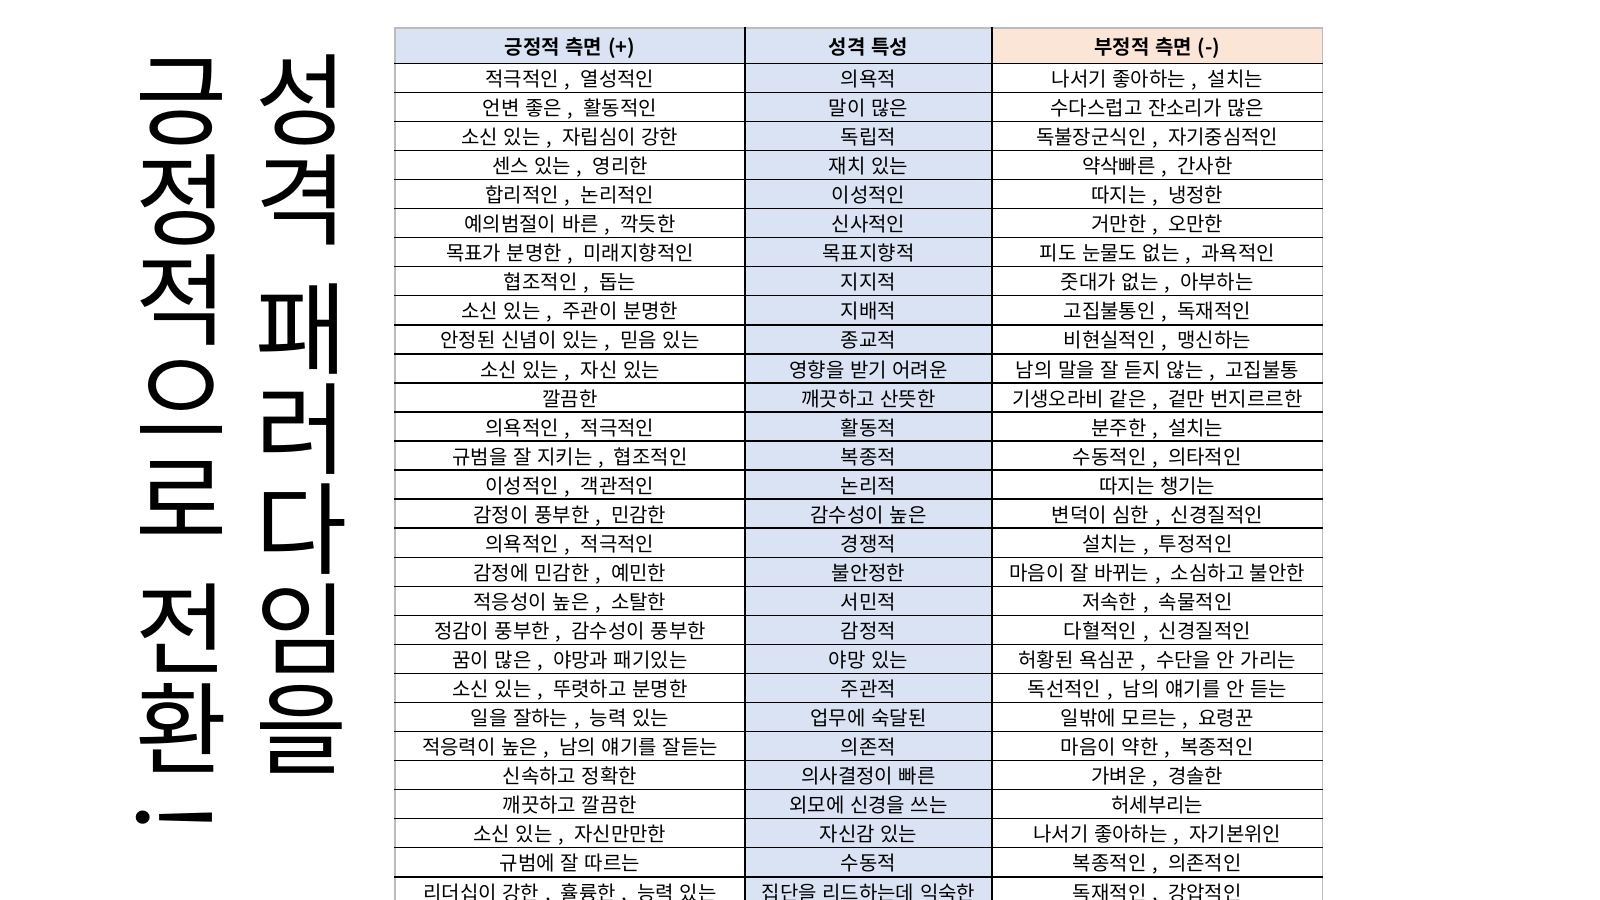 성격 패러다임을
긍정적으로 전환!
긍정적 측면 (+) 성격 특성 부정적 측면 (-)
적극적인 , 열성적인 의욕적 나서기 좋아하는 , 설치는
언변 좋은 , 활동적인 말이 많은 수다스럽고 잔소리가 많은
소신 있는 , 자립심이 강한 독립적 독불장군식인 , 자기중심적인
센스 있는 , 영리한 재치 있는 약삭빠른 , 간사한
합리적인 , 논리적인 이성적인 따지는 , 냉정한
예의범절이 바른 , 깍듯한 신사적인 거만한 , 오만한
목표가 분명한 , 미래지향적인 목표지향적 피도 눈물도 없는 , 과욕적인
협조적인 , 돕는 지지적 줏대가 없는 , 아부하는
소신 있는 , 주관이 분명한 지배적 고집불통인 , 독재적인
안정된 신념이 있는 , 믿음 있는 종교적 비현실적인 , 맹신하는
소신 있는 , 자신 있는 영향을 받기 어려운 남의 말을 잘 듣지 않는 , 고집불통
깔끔한 깨끗하고 산뜻한 기생오라비 같은 , 겉만 번지르르한
의욕적인 , 적극적인 활동적 분주한 , 설치는
규범을 잘 지키는 , 협조적인 복종적 수동적인 , 의타적인
이성적인 , 객관적인 논리적 따지는 챙기는
감정이 풍부한 , 민감한 감수성이 높은 변덕이 심한 , 신경질적인
의욕적인 , 적극적인 경쟁적 설치는 , 투정적인
감정에 민감한 , 예민한 불안정한 마음이 잘 바뀌는 , 소심하고 불안한
적응성이 높은 , 소탈한 서민적 저속한 , 속물적인
정감이 풍부한 , 감수성이 풍부한 감정적 다혈적인 , 신경질적인
꿈이 많은 , 야망과 패기있는 야망 있는 허황된 욕심꾼 , 수단을 안 가리는
소신 있는 , 뚜렷하고 분명한 주관적 독선적인 , 남의 얘기를 안 듣는
일을 잘하는 , 능력 있는 업무에 숙달된 일밖에 모르는 , 요령꾼
적응력이 높은 , 남의 얘기를 잘듣는 의존적 마음이 약한 , 복종적인
신속하고 정확한 의사결정이 빠른 가벼운 , 경솔한
깨끗하고 깔끔한 외모에 신경을 쓰는 허세부리는
소신 있는 , 자신만만한 자신감 있는 나서기 좋아하는 , 자기본위인
규범에 잘 따르는 수동적 복종적인 , 의존적인
리더십이 강한 , 훌륭한 , 능력 있는 집단을 리드하는데 익숙한 독재적인 , 강압적인